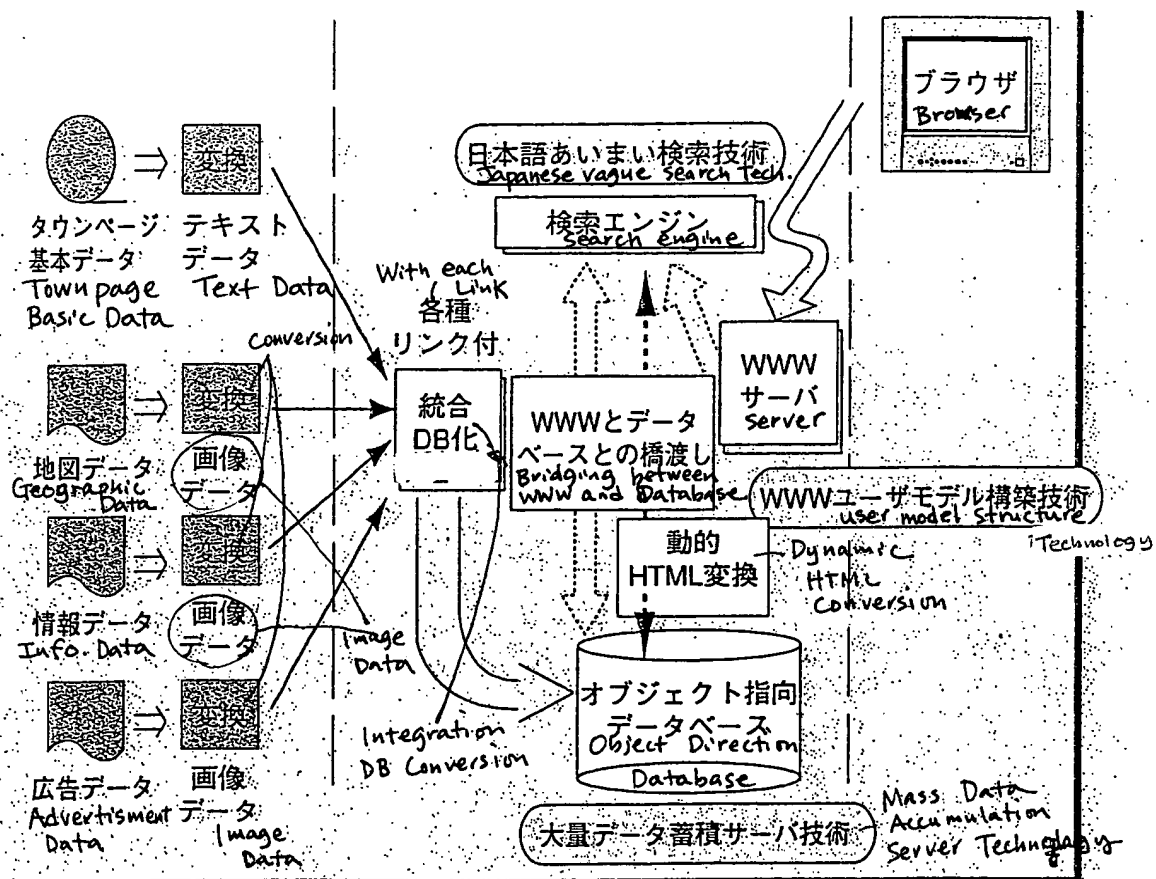 ブラウザ
Browser
日本語あいまい検索技術
Japanese vague search Tech.
検索エンジン
search engine
変換
タウンページ
基本データ
Town page
Basic Data
テキスト
データ
Text Data
With each
Link
各種
リンク付
conversion
変換
地図データ
Geographic
Data
画像
データ
統合
DB化
WWWとデータ
ベースとの橋渡し
Bridging between
WWW and Database
WWW
サーバ
server
WWWユーザモデル構築技術
user model structure
Technology
変換
情報データ
Info. Data
画像
データ
Image
Data
動的
HTML変換
Dynamic
HTML
Conversion
変換
広告データ
Advertisment
Data
画像
データ
Image
Data
Integration
DB Conversion
オブジェクト指向
データベース
Object Direction
Database
大量データ蓄積サーバ技術
Mass Data
Accumulation
Server Technology